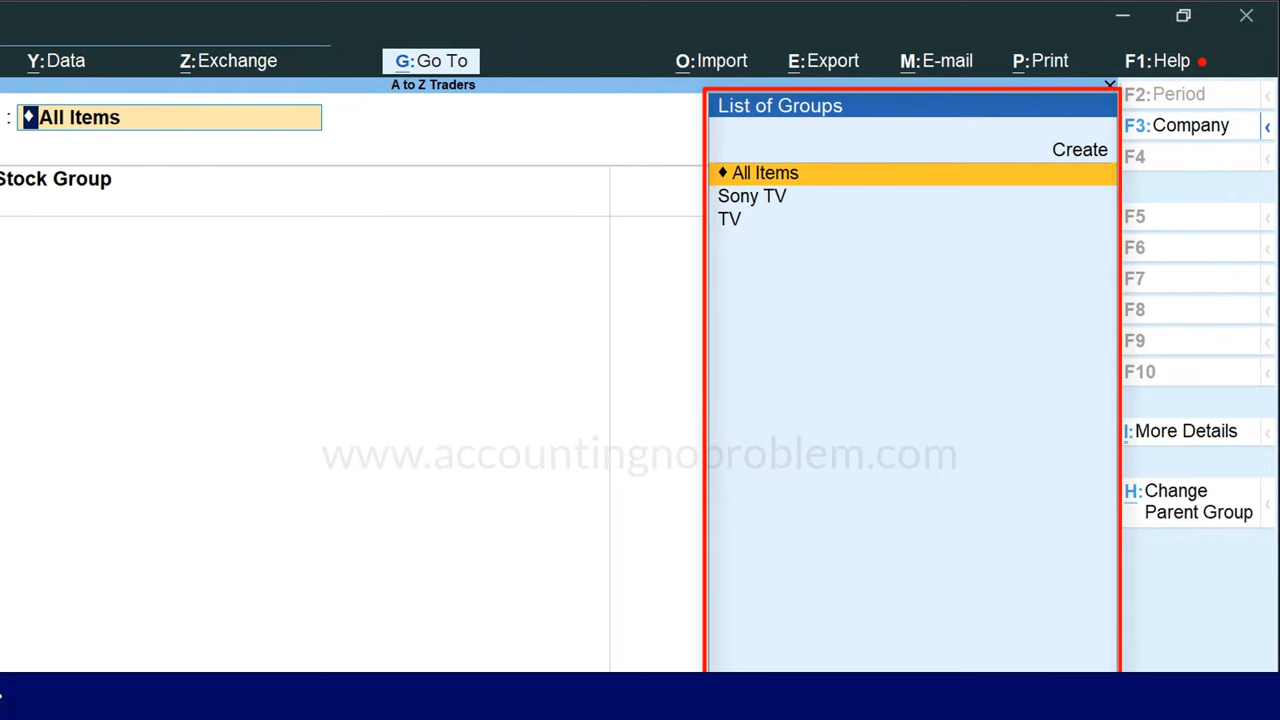 Y:Data
Z:Exchange
G:Go To
O:Import
E:Export
M:E-mail
P:Print
F1:Help
A to Z Traders
: ♦All Items
Stock Group
List of Groups
Create
♦ All Items
Sony TV
TV
F2: Period
F3: Company
F4
F5
F6
F7
F8
F9
F10
I:More Details
H:Change
Parent Group
www.accountingnoproblem.com